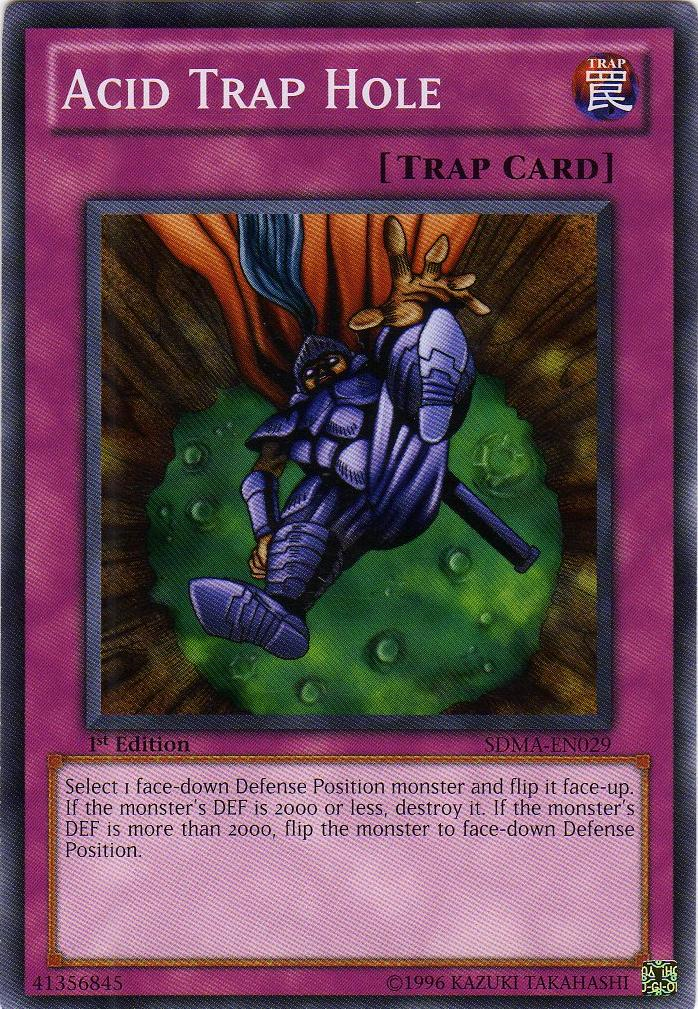 ACID TRAP HOLE
TRAP
罠
[TRAP CARD]
1st Edition
SDMA-EN029
Select 1 face-down Defense Position monster and flip it face-up.
If the monster's DEF is 2000 or less, destroy it. If the monster's
DEF is more than 2000, flip the monster to face-down Defense
Position.
41356845
©1996 KAZUKI TAKAHASHI